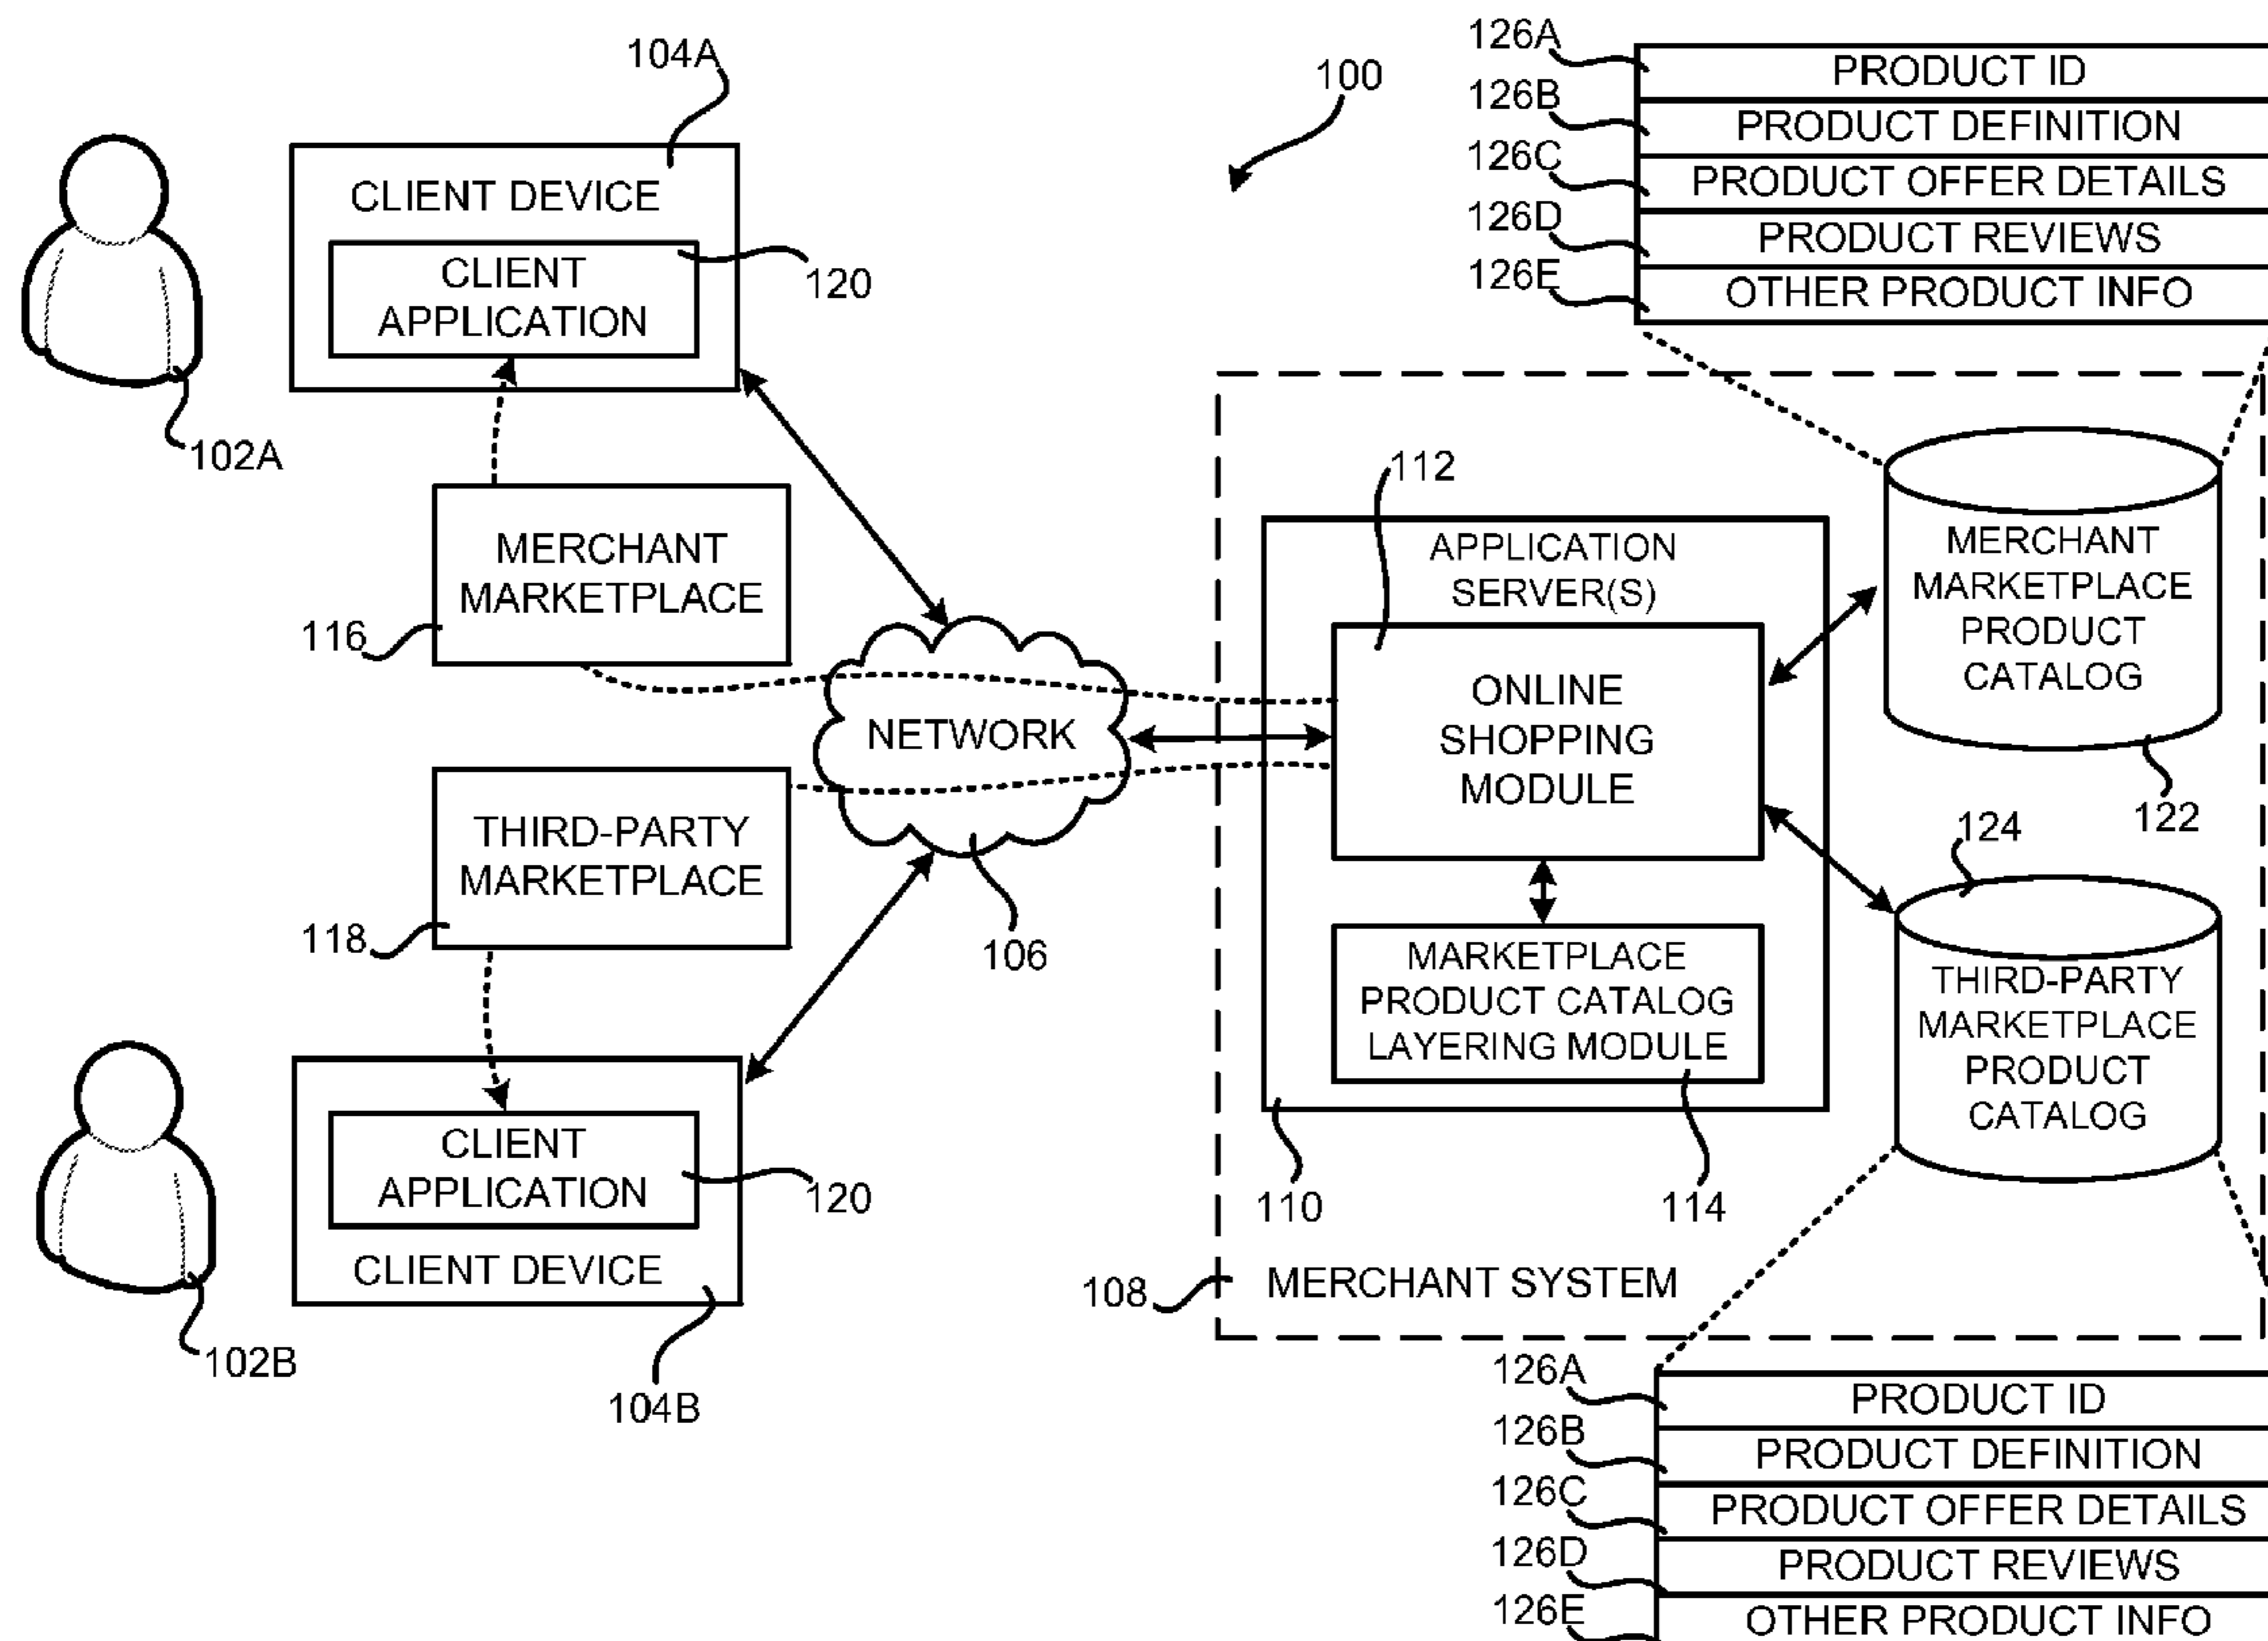 104A
CLIENT DEVICE
CLIENT
APPLICATION
120
102A
100
126A
PRODUCT ID
126B
PRODUCT DEFINITION
126C
PRODUCT OFFER DETAILS
126D
PRODUCT REVIEWS
126E
OTHER PRODUCT INFO
MERCHANT
MARKETPLACE
116
THIRD-PARTY
MARKETPLACE
118
NETWORK
106
112
APPLICATION
SERVER(S)
ONLINE
SHOPPING
MODULE
MARKETPLACE
PRODUCT CATALOG
LAYERING MODULE
110
114
MERCHANT
MARKETPLACE
PRODUCT
CATALOG
122
124
THIRD-PARTY
MARKETPLACE
PRODUCT
CATALOG
108
MERCHANT SYSTEM
CLIENT
APPLICATION
120
CLIENT DEVICE
102B
104B
126A
PRODUCT ID
126B
PRODUCT DEFINITION
126C
PRODUCT OFFER DETAILS
126D
PRODUCT REVIEWS
126E
OTHER PRODUCT INFO